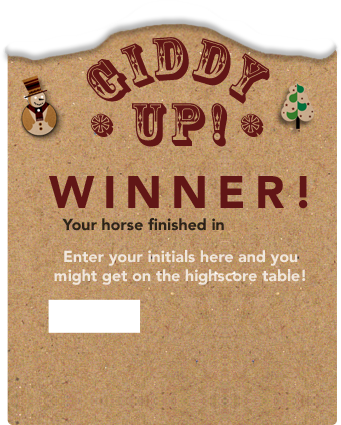 GIDDY
UP!
WINNER!
Your horse finished in
Enter your initials here and you
might get on the highscore table!